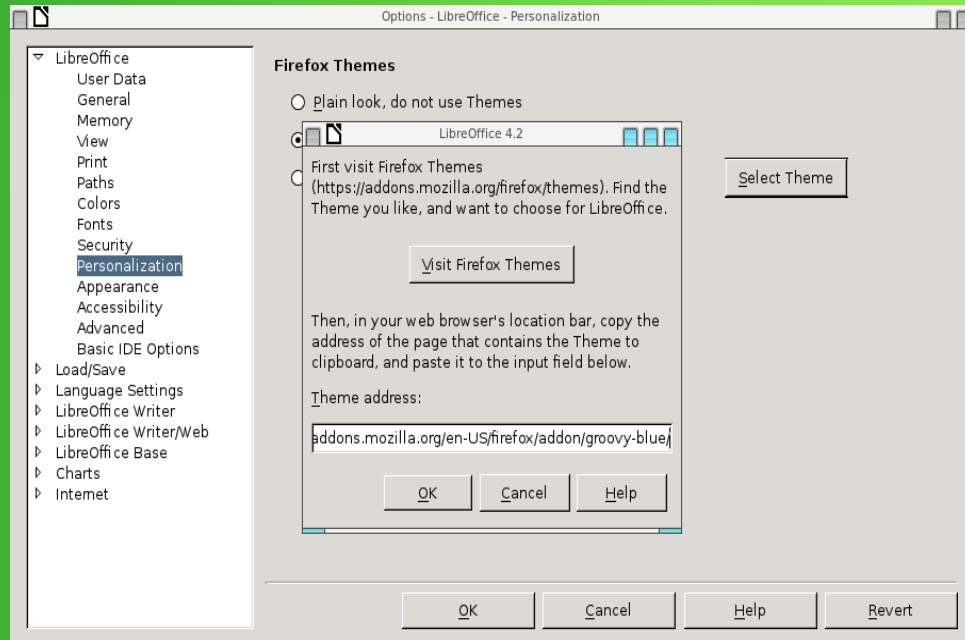 Options - LibreOffice - Personalization
LibreOffice
User Data
General
Memory
View
Print
Paths
Colors
Fonts
Security
Personalization
Appearance
Accessibility
Advanced
Basic IDE Options
Load/Save
Language Settings
LibreOffice Writer
LibreOffice Writer/Web
LibreOffice Base
Charts
Internet
Firefox Themes
Plain look, do not use Themes
Select Theme
LibreOffice 4.2
First visit Firefox Themes
(https://addons.mozilla.org/firefox/themes). Find the
Theme you like, and want to choose for LibreOffice.
Visit Firefox Themes
Then, in your web browser's location bar, copy the
address of the page that contains the Theme to
clipboard, and paste it to the input field below.
Theme address:
addons.mozilla.org/en-US/firefox/addon/groovy-blue/
OK
Cancel
Help
OK
Cancel
Help
Revert